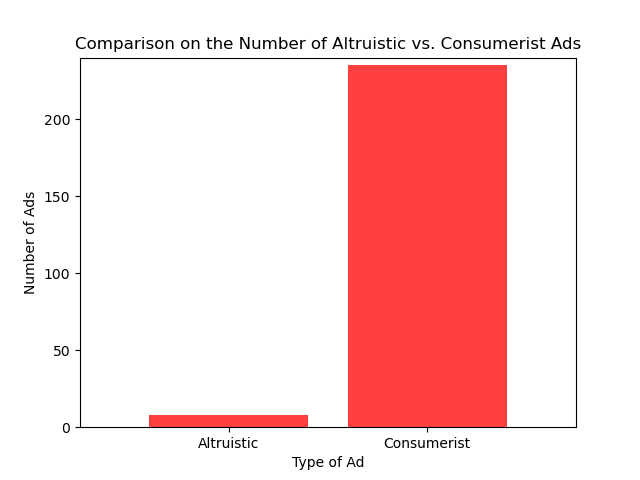 Comparison on the Number of Altruistic vs. Consumerist Ads
200
150
100
50
0
Number of Ads
Altruistic Consumerist
Type of Ad